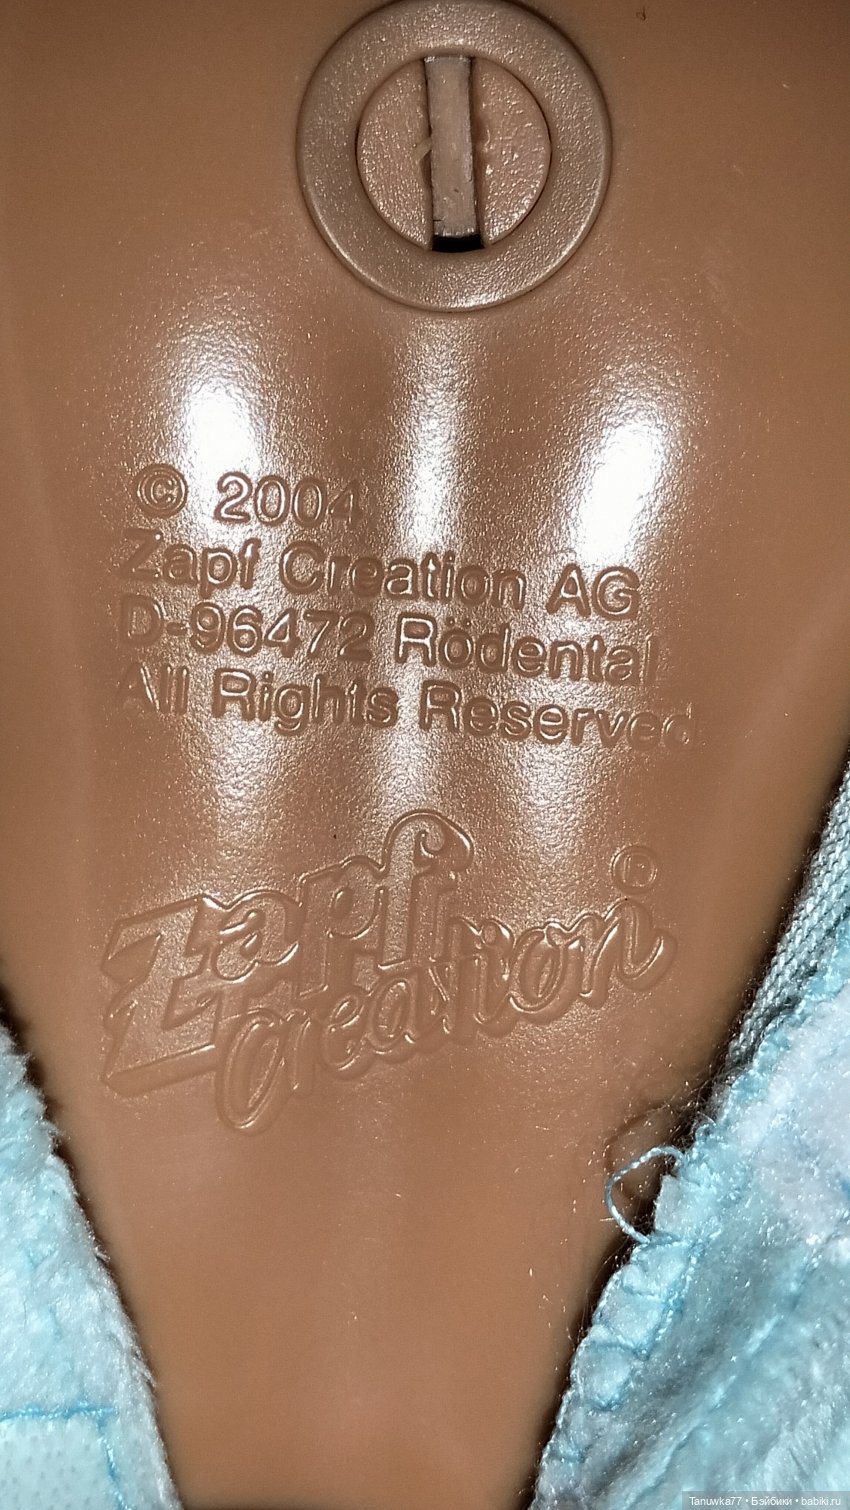 © 2004
Zapf Creation AG
D-96472 Rödental
All Rights Reserved
Zapf
creation ®
Tanuwka77 • Бэйбики • babiki.ru